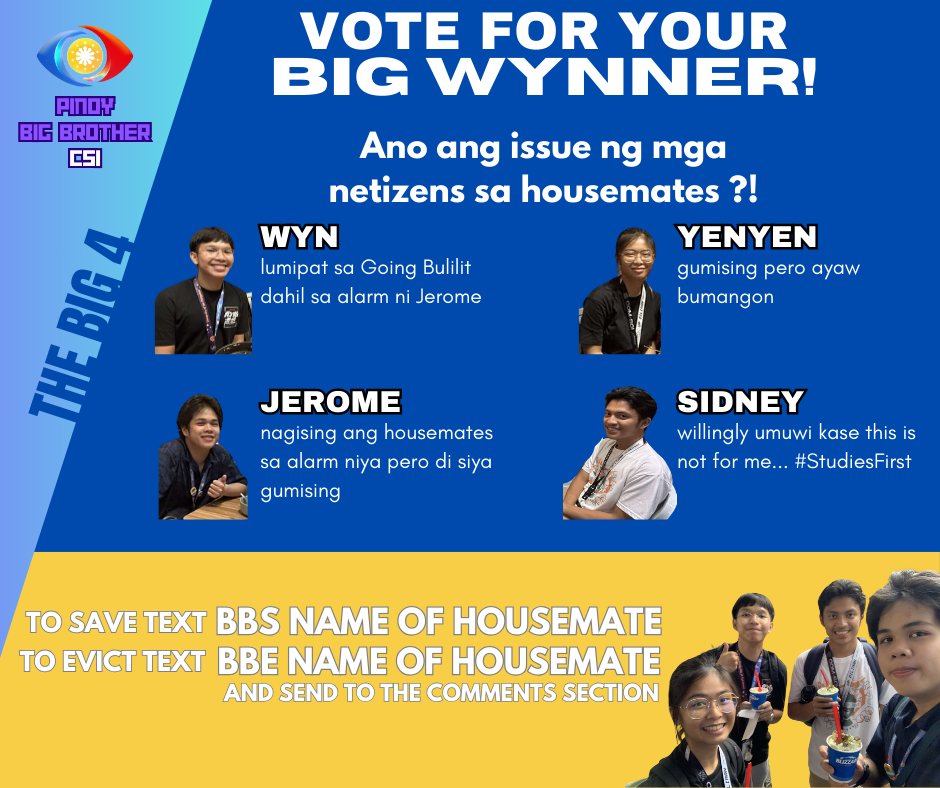 PINOY
BIG BROTHER
CSI
THE BIG 4
VOTE FOR YOUR
BIG WYNNER!
Ano ang issue ng mga
netizens sa housemates ?!
WYN
lumipat sa Going Bulilit
dahil sa alarm ni Jerome
YENYEN
gumising pero ayaw
bumangon
JEROME
nagising ang housemates
sa alarm niya pero di siya
gumising
SIDNEY
willingly umuwi kase this is
not for me... #StudiesFirst
TO SAVE TEXT BBS NAME OF HOUSEMATE
TO EVICT TEXT BBE NAME OF HOUSEMATE
AND SEND TO THE COMMENTS SECTION
BLIZZARD